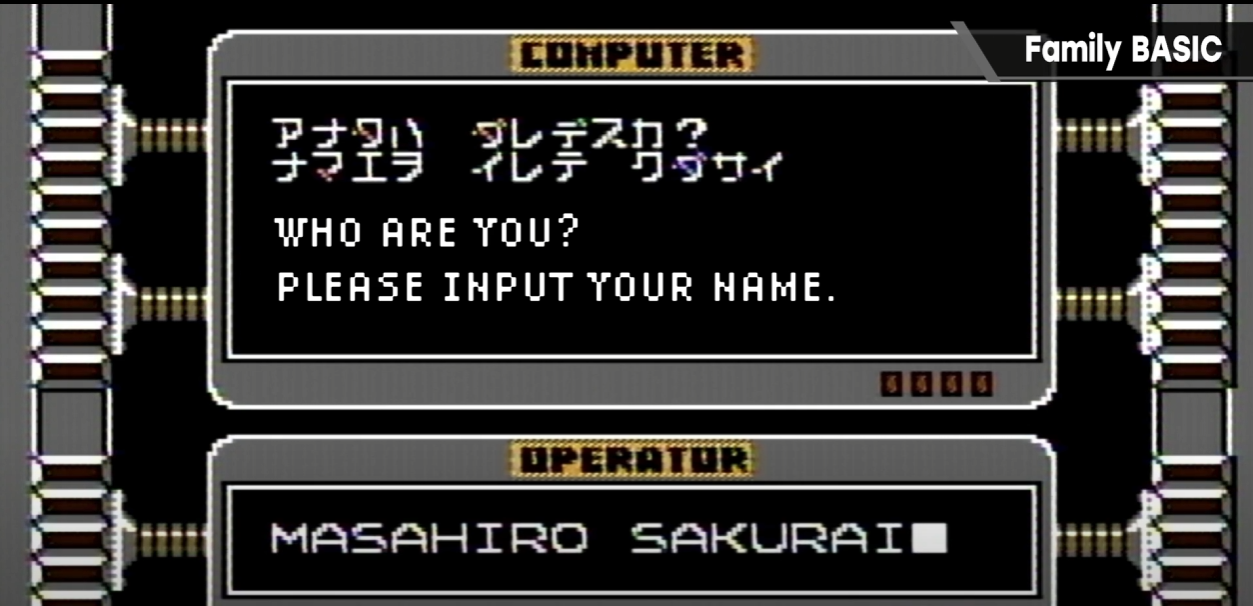 Family BASIC
COMPUTER
アナタハ ダレデスカ?
ナマエヲ イレテ クダサイ
WHO ARE YOU?
PLEASE INPUT YOUR NAME.
0000
OPERATOR
MASAHIRO SAKURAI